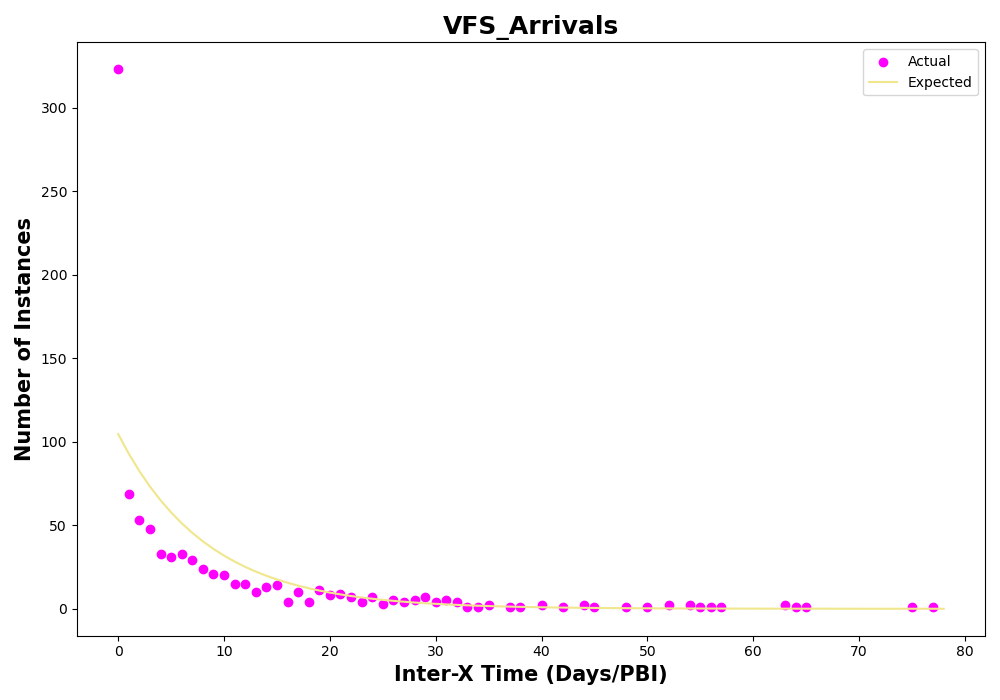 VFS_Arrivals
Actual
Expected
Number of Instances
300
250
200
150
100
50
0
0 10 20 30 40 50 60 70 80
Inter-X Time (Days/PBI)